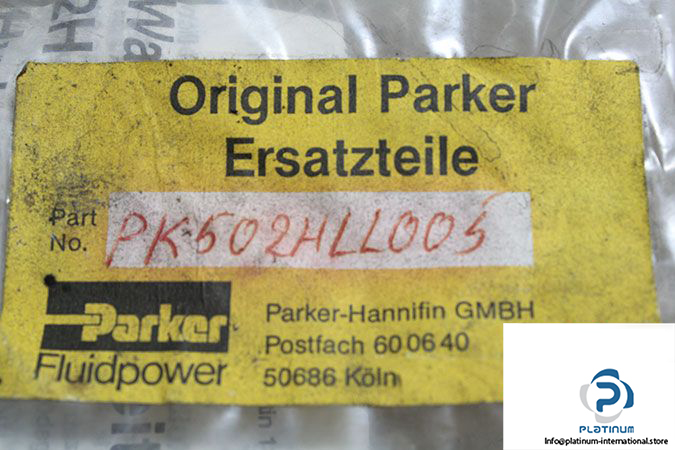 Original Parker
Ersatzteile
Part
No.
PK502HLL005
Parker
Fluidpower
Parker-Hannifin GMBH
Postfach 60 06 40
50686 Köln
PLATINUM
Info@platinum-international.store